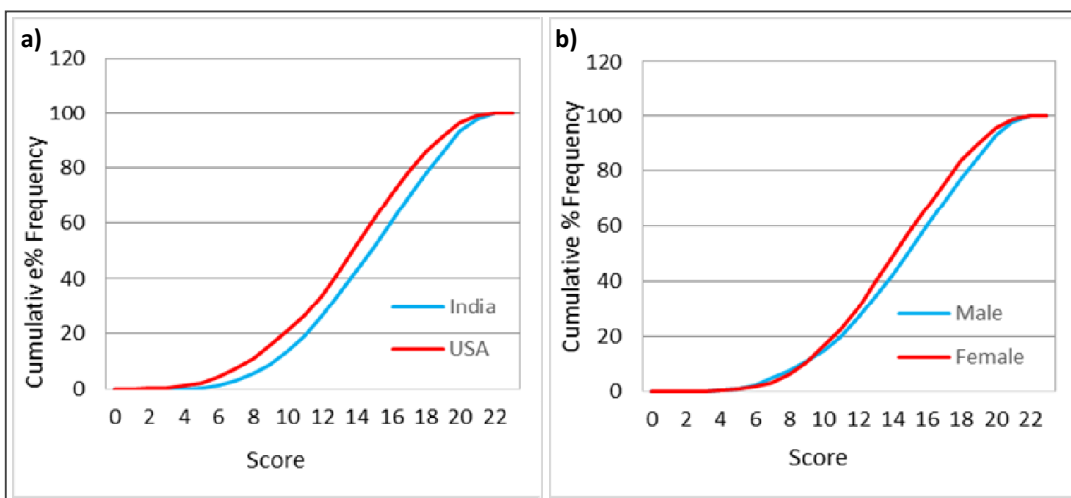 a)
Cumulative e% Frequency
120
100
80
60
40
20
0
0 2 4 6 8 10 12 14 16 18 20 22
Score
India
USA
b)
Cumulative % Frequency
120
100
80
60
40
20
0
0 2 4 6 8 10 12 14 16 18 20 22
Score
Male
Female